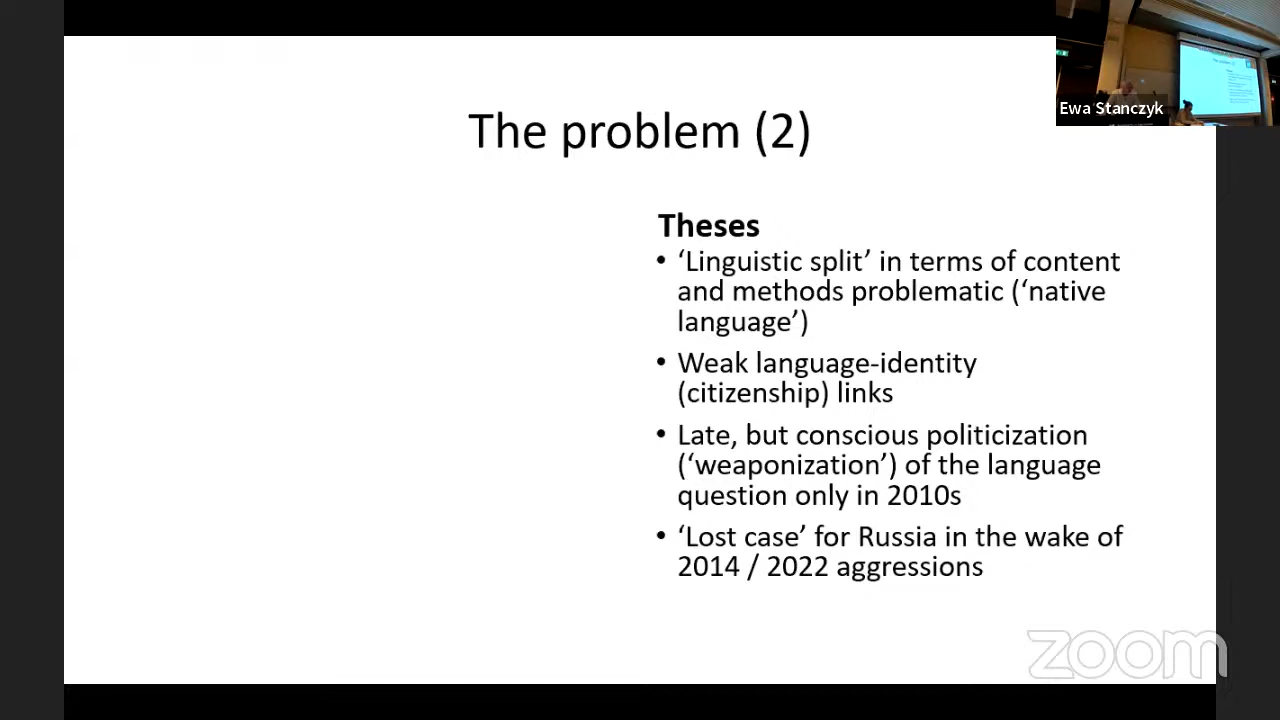 Ewa Stanczyk
The problem (2)
Theses
• ‘Linguistic split’ in terms of content
and methods problematic (‘native
language’)
• Weak language-identity
(citizenship) links
• Late, but conscious politicization
(‘weaponization’) of the language
question only in 2010s
• ‘Lost case’ for Russia in the wake of
2014 / 2022 aggressions
zoom